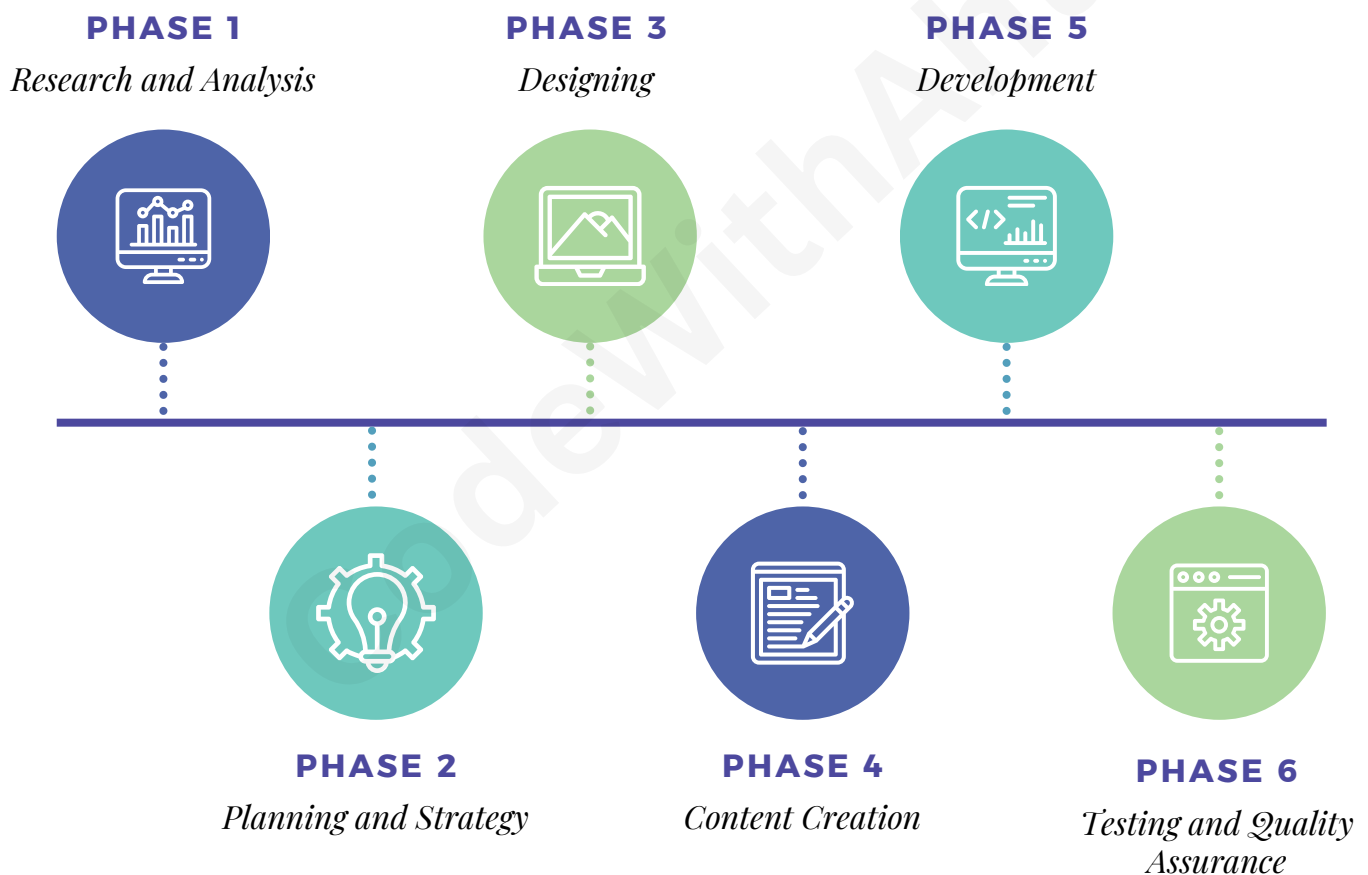 PHASE 1
Research and Analysis
PHASE 2
Planning and Strategy
PHASE 3
Designing
PHASE 4
Content Creation
PHASE 5
Development
PHASE 6
Testing and Quality
Assurance